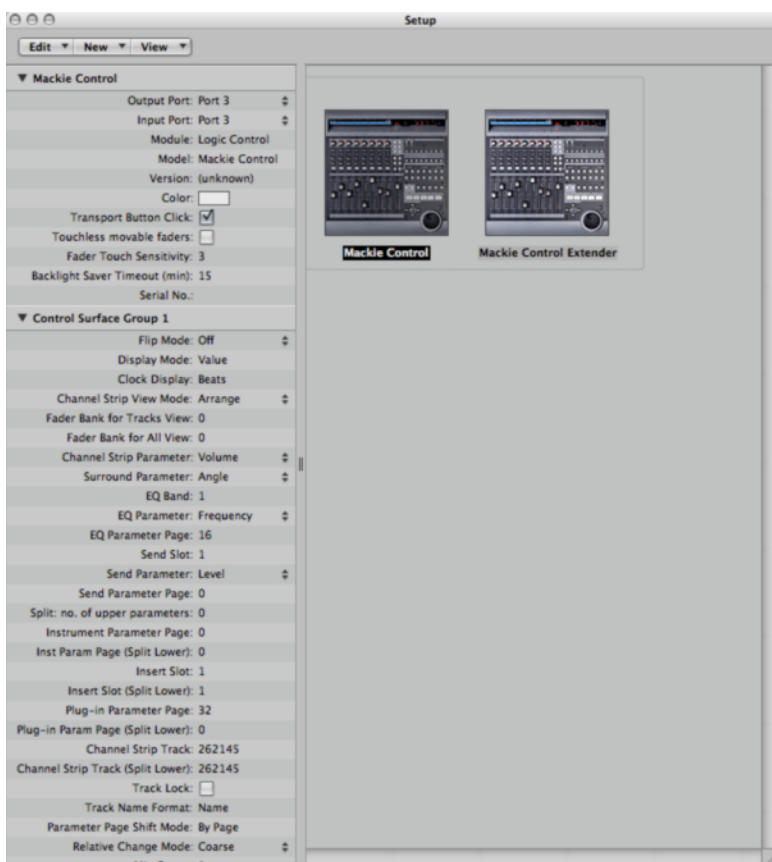 Setup
Edit New View
Mackie Control
Output Port: Port 3
Input Port: Port 3
Module: Logic Control
Model: Mackie Control
Version: (unknown)
Color:
Transport Button Click:
Touchless movable faders:
Fader Touch Sensitivity: 3
Backlight Saver Timeout (min): 15
Serial No.:
Control Surface Group 1
Flip Mode: Off
Display Mode: Value
Clock Display: Beats
Channel Strip View Mode: Arrange
Fader Bank for Tracks View: 0
Fader Bank for All View: 0
Channel Strip Parameter: Volume
Surround Parameter: Angle
EQ Band: 1
EQ Parameter: Frequency
EQ Parameter Page: 16
Send Slot: 1
Send Parameter: Level
Send Parameter Page: 0
Split: no. of upper parameters: 0
Instrument Parameter Page: 0
Inst Param Page (Split Lower): 0
Insert Slot: 1
Insert Slot (Split Lower): 1
Plug-in Parameter Page: 32
Plug-in Param Page (Split Lower): 0
Channel Strip Track: 262145
Channel Strip Track (Split Lower): 262145
Track Lock:
Track Name Format: Name
Parameter Page Shift Mode: By Page
Relative Change Mode: Coarse
Mackie Control
Mackie Control Extender